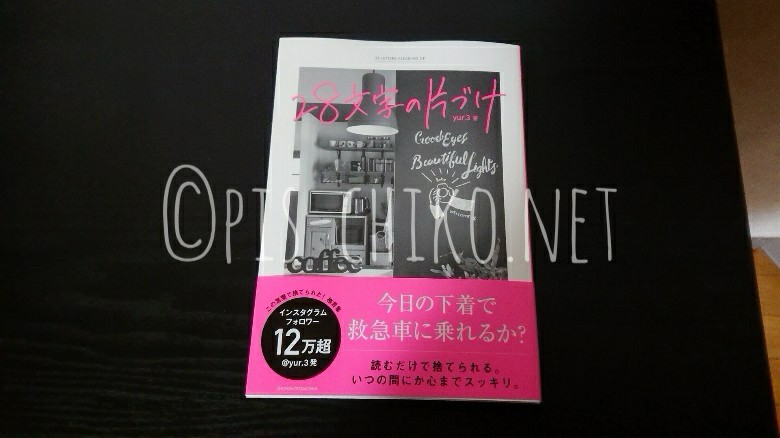 28文字の片づけ
yur.3 著
Good Eyes
Beautiful Lights
coffee
©PISTCHIKO.NET
今日の下着で
救急車に乗れるか?
インスタグラム
フォロワー
12万超
@yur.3発
読むだけで捨てられる。
いつの間にか心までスッキリ。